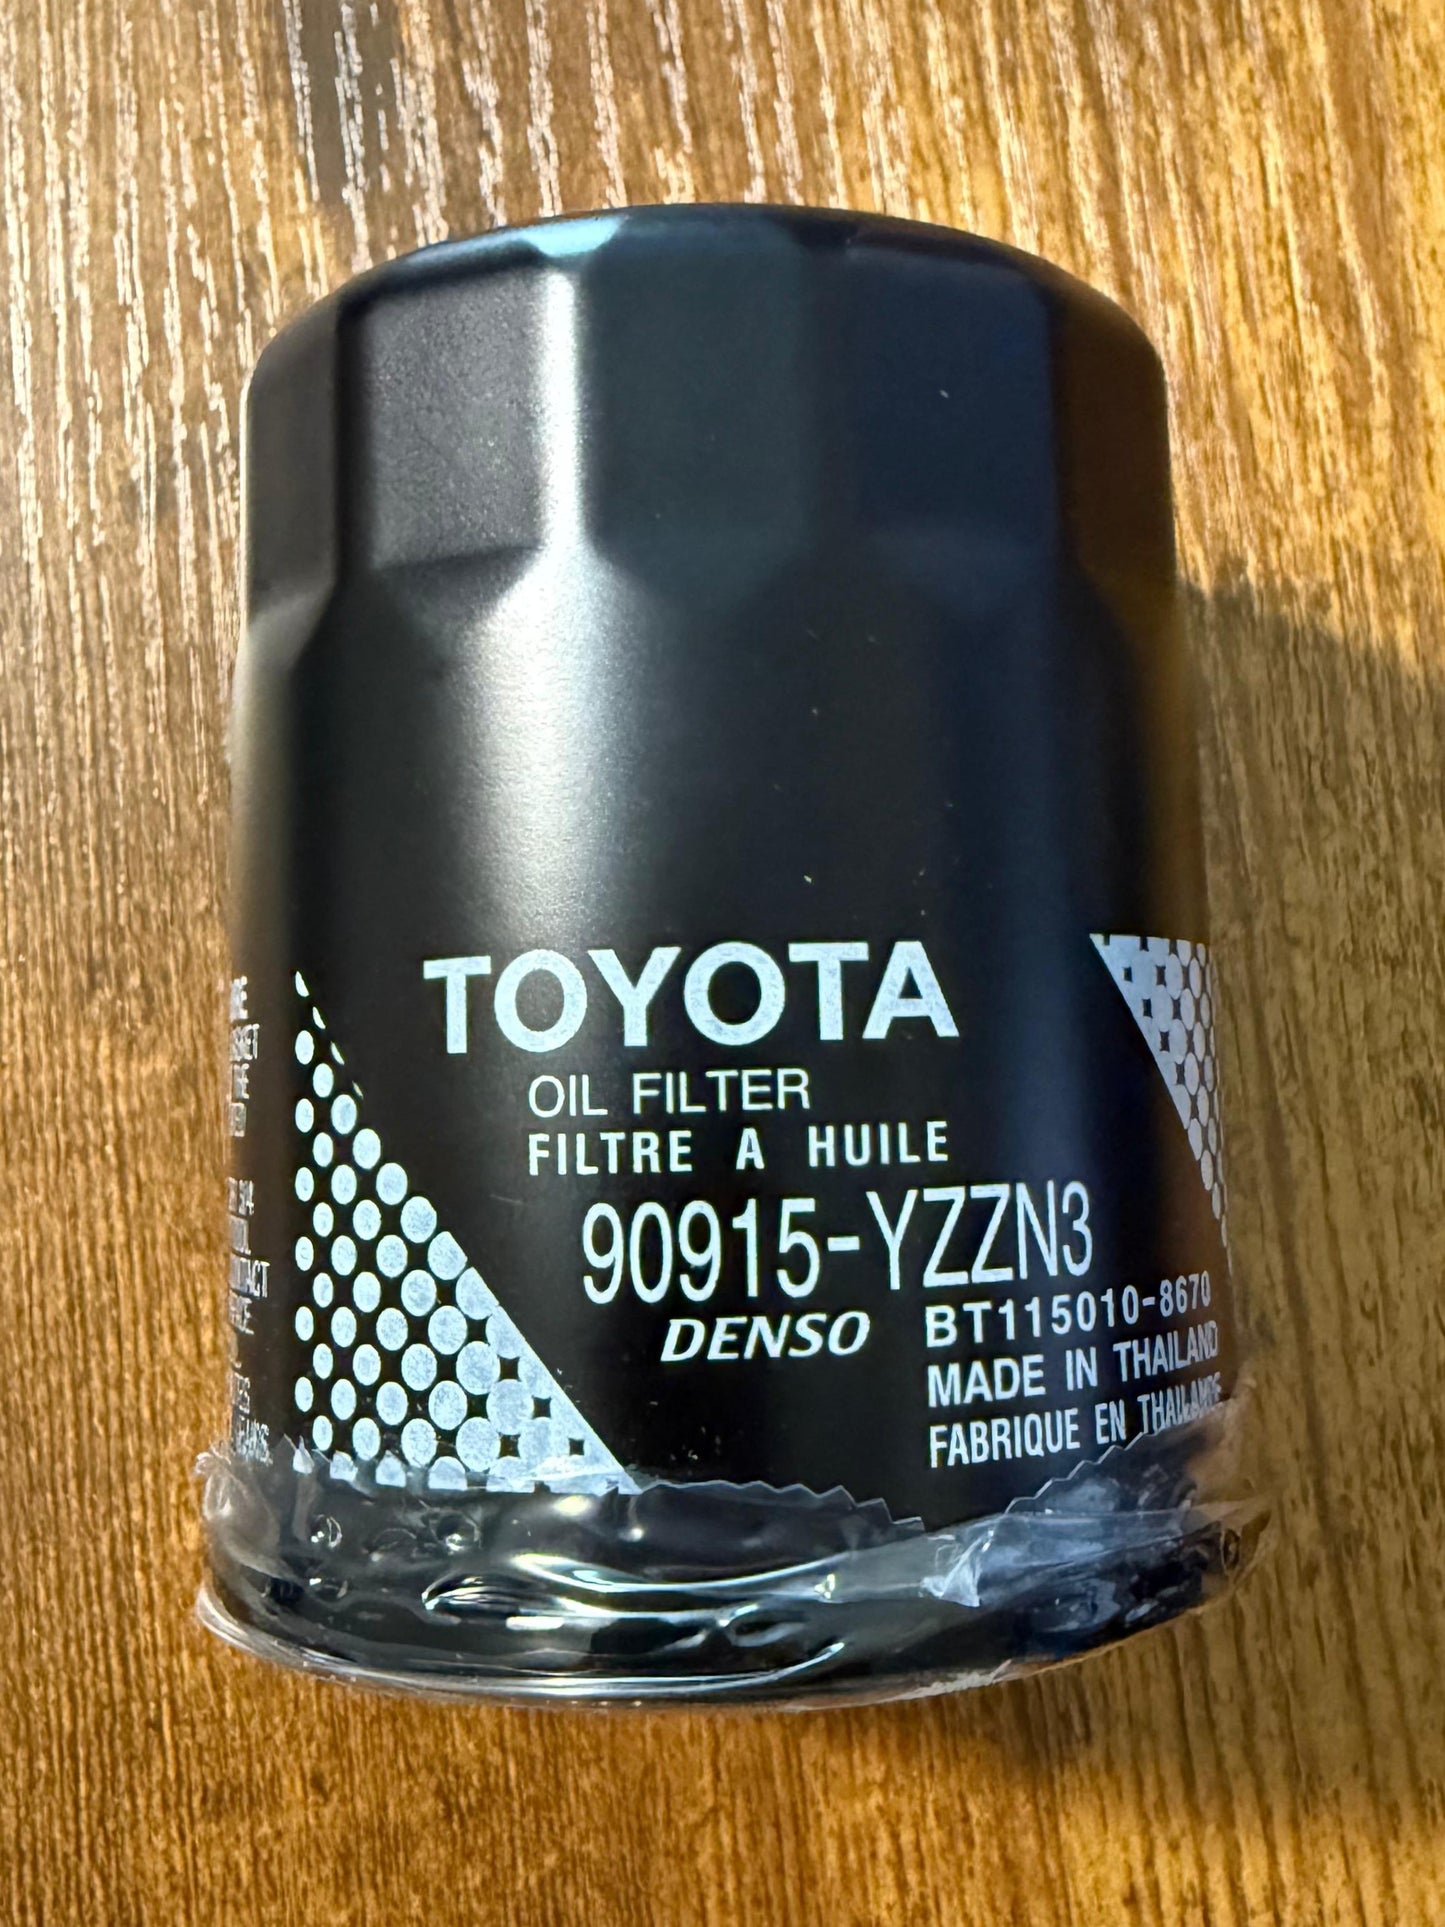 TOYOTA
OIL FILTER
FILTRE A HUILE
90915-YZZN3
DENSO
BT115010-8670
MADE IN THAILAND
FABRIQUE EN THAILANDE